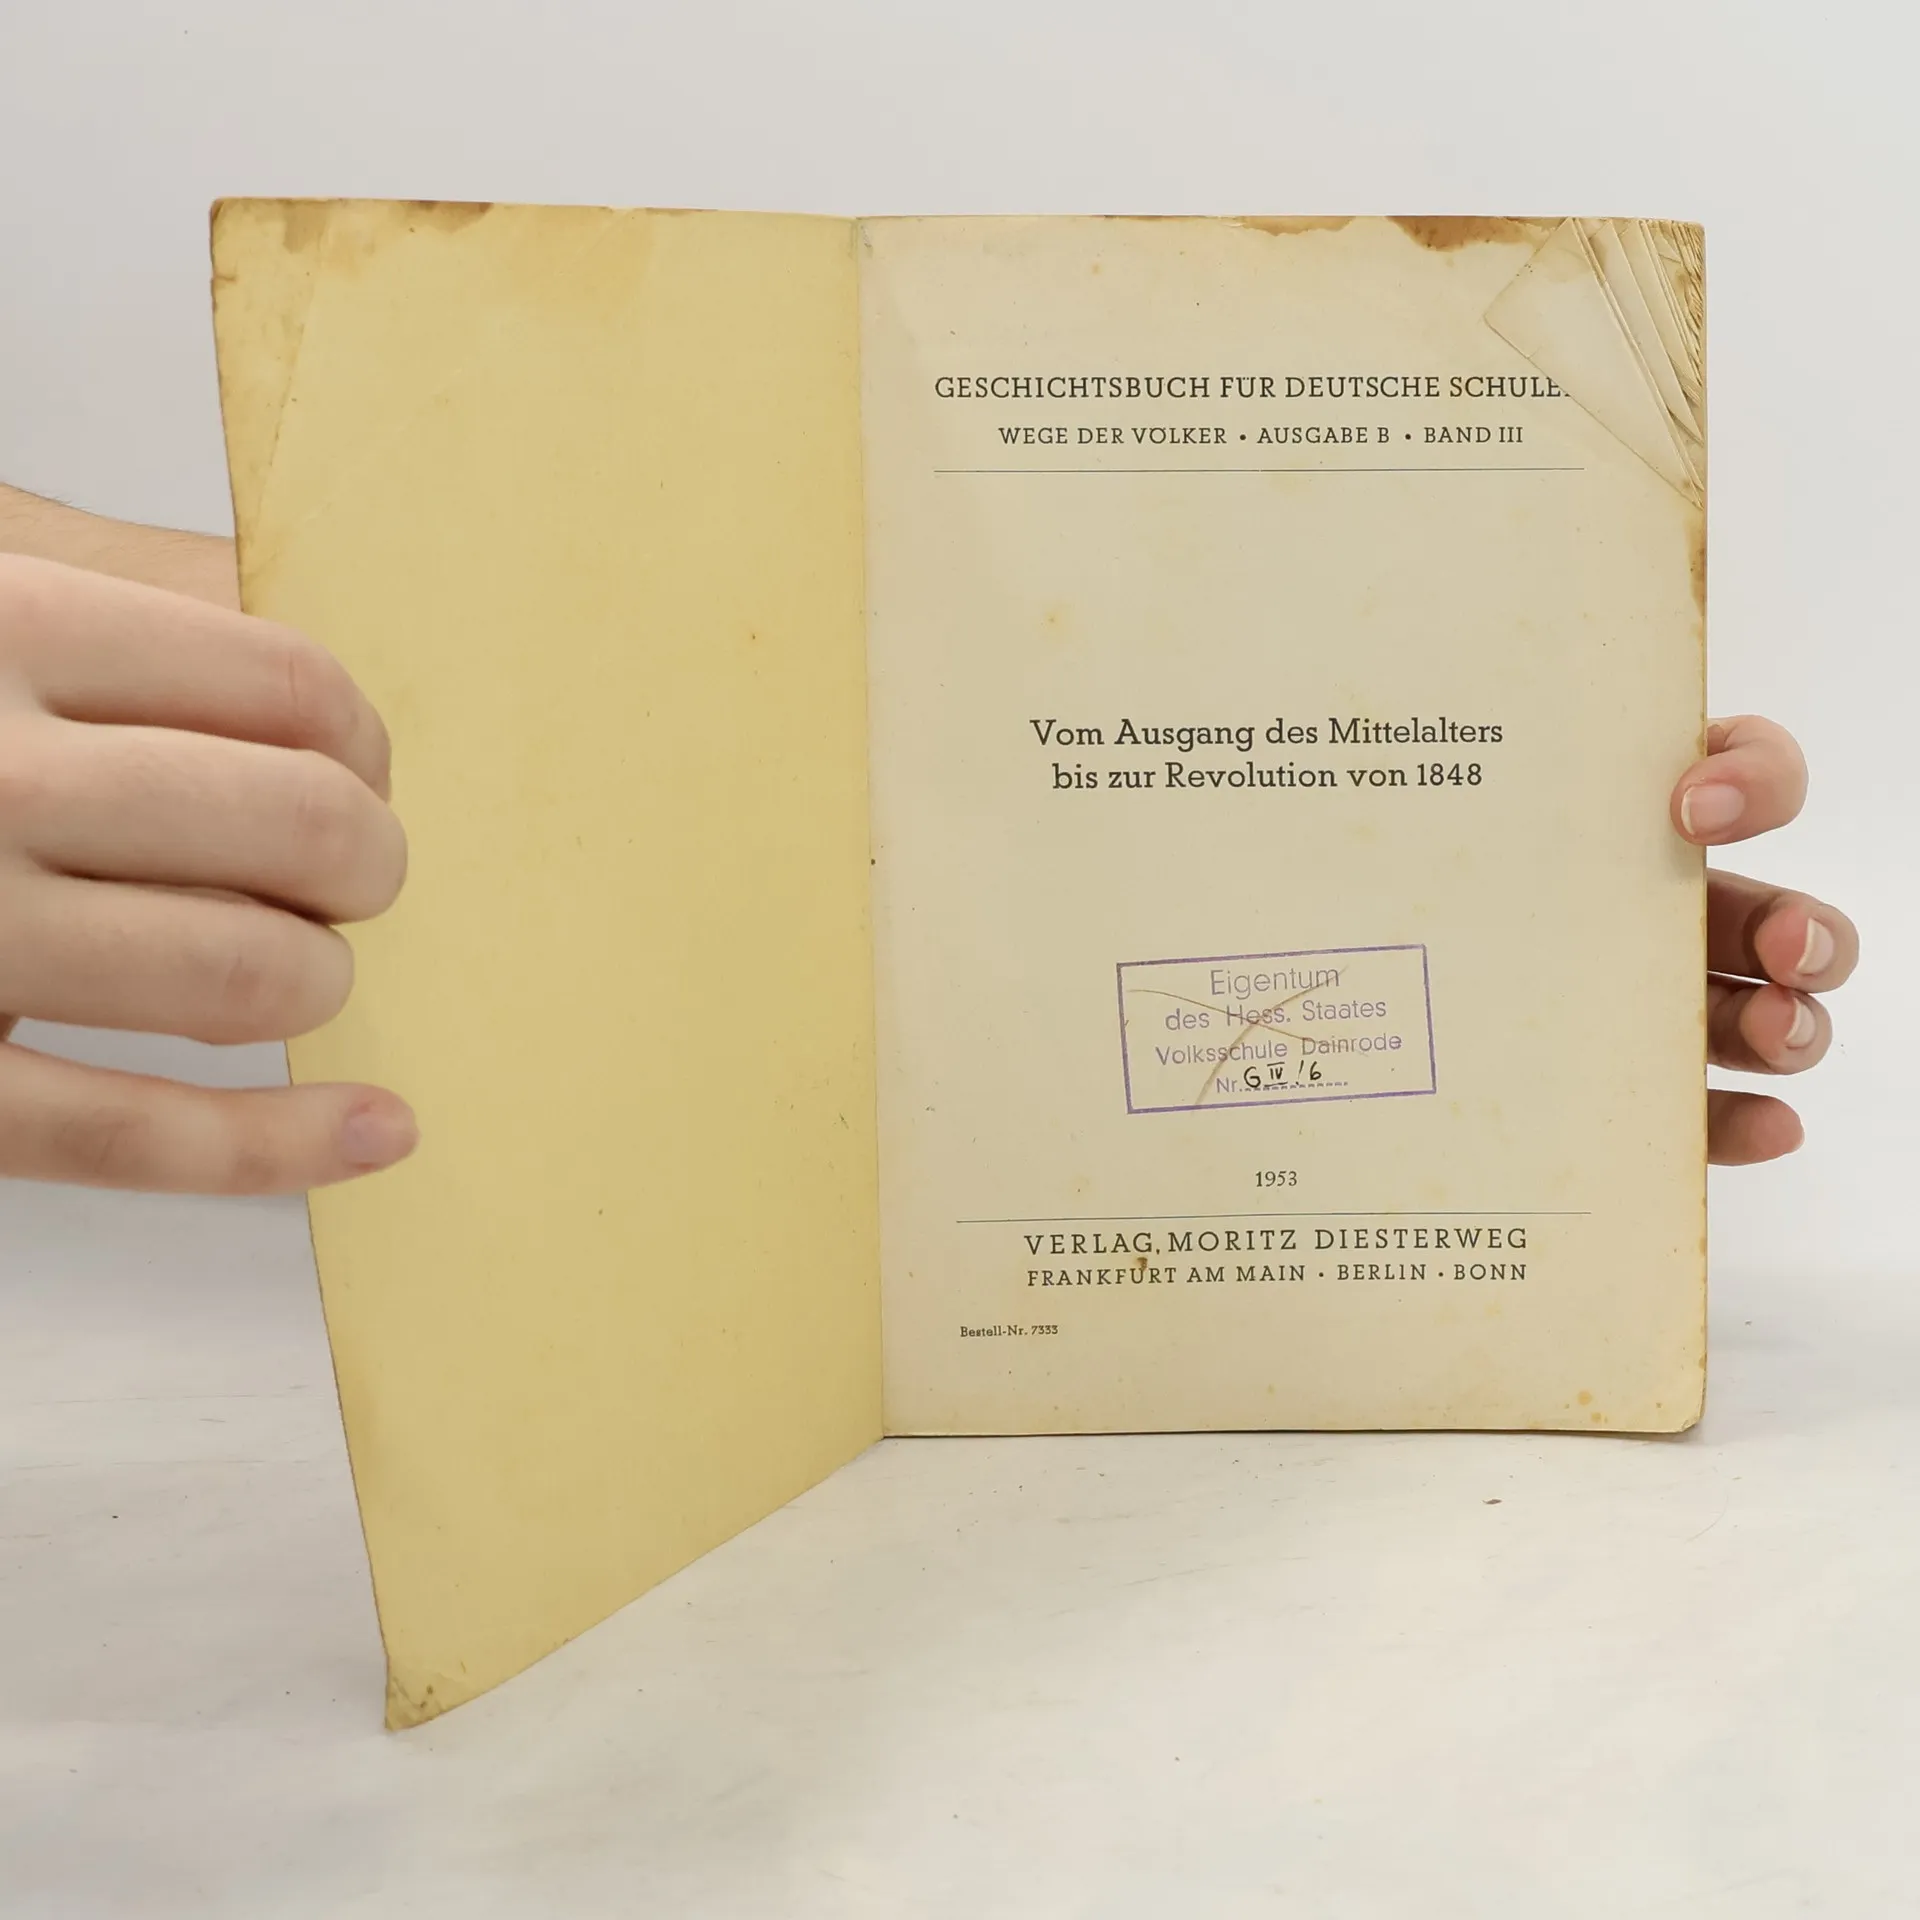 GESCHICHTSBUCH FÜR DEUTSCHE SCHULE
WEGE DER VÖLKER • AUSGABE B • BAND III
Vom Ausgang des Mittelalters
bis zur Revolution von 1848
Eigentum
des Hess. Staates
Volksschule Dainrode
Nr. G IV /6
1953
VERLAG MORITZ DIESTERWEG
FRANKFURT AM MAIN • BERLIN • BONN
Bestell-Nr. 7333